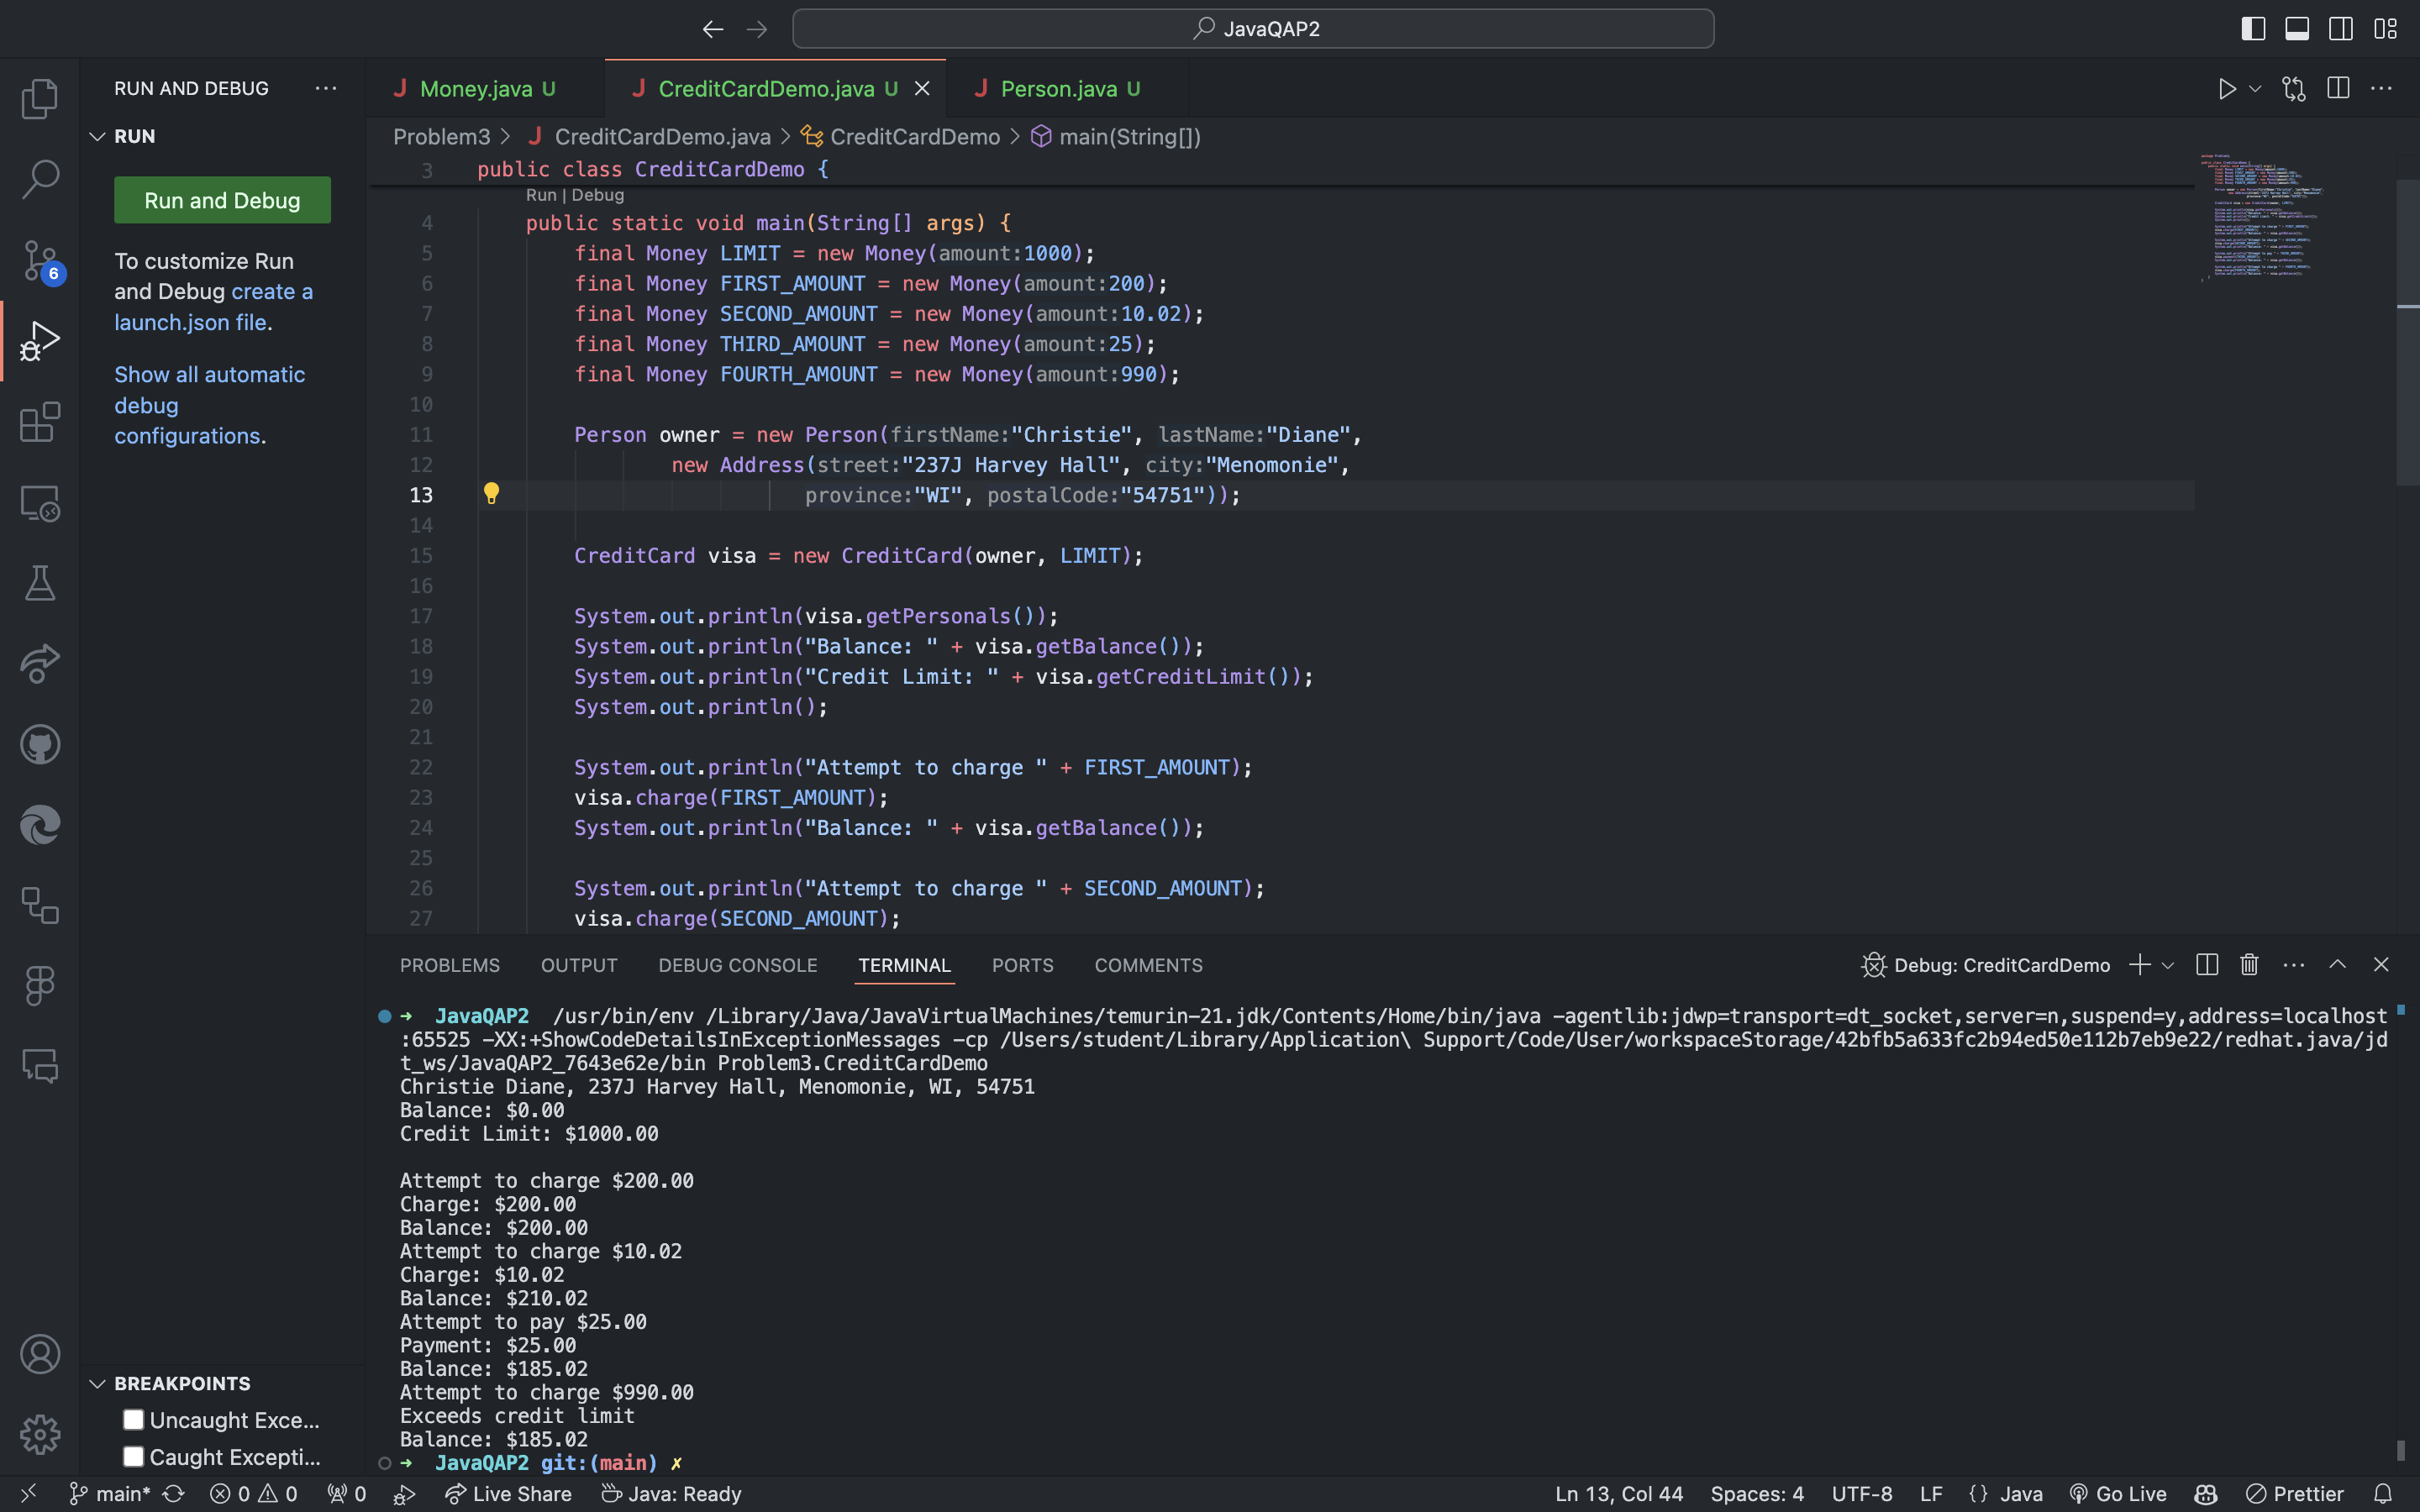 JavaQAP2
RUN AND DEBUG
RUN
Run and Debug
To customize Run
and Debug create a
launch.json file.
Show all automatic
debug
configurations.
6
BREAKPOINTS
Uncaught Exce...
Caught Excepti...
J Money.java U
J CreditCardDemo.java U
J Person.java U
Problem3 > J CreditCardDemo.java > CreditCardDemo > main(String[])
3 public class CreditCardDemo {
Run | Debug
4 public static void main(String[] args) {
5 final Money LIMIT = new Money(amount:1000);
6 final Money FIRST_AMOUNT = new Money(amount:200);
7 final Money SECOND_AMOUNT = new Money(amount:10.02);
8 final Money THIRD_AMOUNT = new Money(amount:25);
9 final Money FOURTH_AMOUNT = new Money(amount:990);
10
11 Person owner = new Person(firstName:"Christie", lastName:"Diane",
12 new Address(street:"237J Harvey Hall", city:"Menomonie",
13 province:"WI", postalCode:"54751"));
14
15 CreditCard visa = new CreditCard(owner, LIMIT);
16
17 System.out.println(visa.getPersonals());
18 System.out.println("Balance: " + visa.getBalance());
19 System.out.println("Credit Limit: " + visa.getCreditLimit());
20 System.out.println();
21
22 System.out.println("Attempt to charge " + FIRST_AMOUNT);
23 visa.charge(FIRST_AMOUNT);
24 System.out.println("Balance: " + visa.getBalance());
25
26 System.out.println("Attempt to charge " + SECOND_AMOUNT);
27 visa.charge(SECOND_AMOUNT);
PROBLEMS OUTPUT DEBUG CONSOLE TERMINAL PORTS COMMENTS
Debug: CreditCardDemo
➜ JavaQAP2 /usr/bin/env /Library/Java/JavaVirtualMachines/temurin-21.jdk/Contents/Home/bin/java -agentlib:jdwp=transport=dt_socket,server=n,suspend=y,address=localhost
:65525 -XX:+ShowCodeDetailsInExceptionMessages -cp /Users/student/Library/Application\ Support/Code/User/workspaceStorage/42bfb5a633fc2b94ed50e112b7eb9e22/redhat.java/jd
t_ws/JavaQAP2_7643e62e/bin Problem3.CreditCardDemo
Christie Diane, 237J Harvey Hall, Menomonie, WI, 54751
Balance: $0.00
Credit Limit: $1000.00
Attempt to charge $200.00
Charge: $200.00
Balance: $200.00
Attempt to charge $10.02
Charge: $10.02
Balance: $210.02
Attempt to pay $25.00
Payment: $25.00
Balance: $185.02
Attempt to charge $990.00
Exceeds credit limit
Balance: $185.02
➜ JavaQAP2 git:(main) ✗
main* 0 0 0 Live Share Java: Ready
Ln 13, Col 44 Spaces: 4 UTF-8 LF {} Java Go Live Prettier